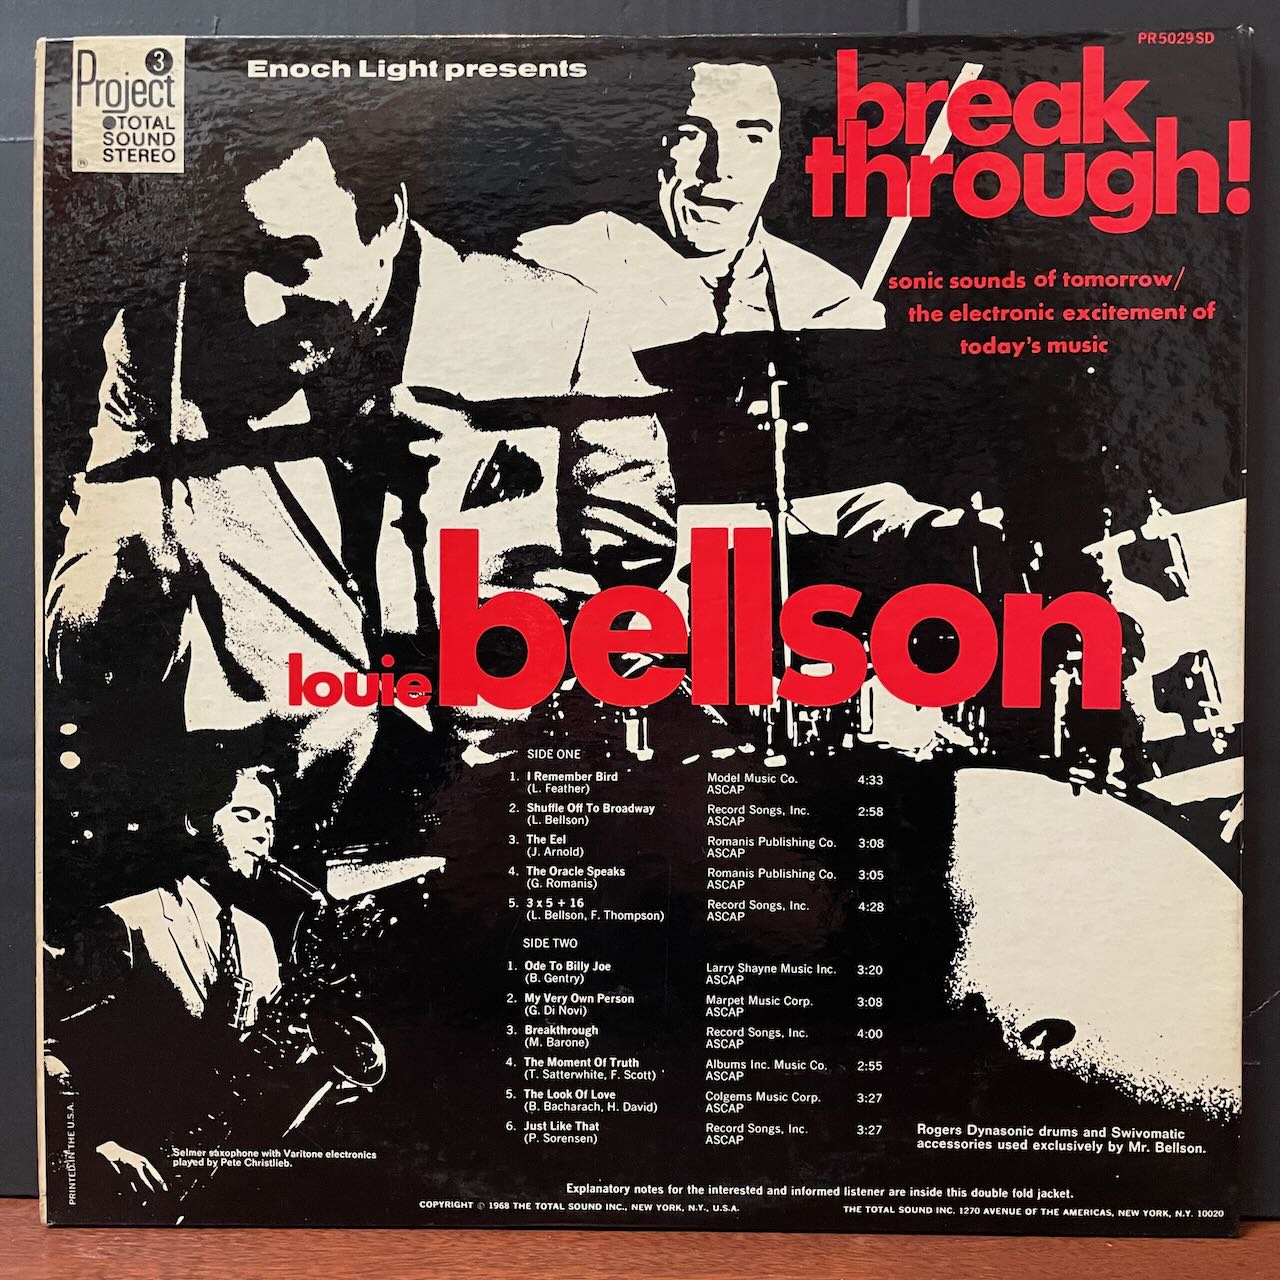 PR5029SD
Project 3
TOTAL
SOUND
STEREO
®
Enoch Light presents
break
through!
sonic sounds of tomorrow/
the electronic excitement of
today's music
louie bellson
SIDE ONE
1. I Remember Bird Model Music Co. 4:33
(L. Feather) ASCAP
2. Shuffle Off To Broadway Record Songs, Inc. 2:58
(L. Bellson) ASCAP
3. The Eel Romanis Publishing Co. 3:08
(J. Arnold) ASCAP
4. The Oracle Speaks Romanis Publishing Co. 3:05
(G. Romanis) ASCAP
5. 3 x 5 + 16 Record Songs, Inc. 4:28
(L. Bellson, F. Thompson) ASCAP
SIDE TWO
1. Ode To Billy Joe Larry Shayne Music Inc. 3:20
(B. Gentry) ASCAP
2. My Very Own Person Marpet Music Corp. 3:08
(G. Di Novi) ASCAP
3. Breakthrough Record Songs, Inc. 4:00
(M. Barone) ASCAP
4. The Moment Of Truth Albums Inc. Music Co. 2:55
(T. Satterwhite, F. Scott) ASCAP
5. The Look Of Love Colgems Music Corp. 3:27
(B. Bacharach, H. David) ASCAP
6. Just Like That Record Songs, Inc. 3:27
(P. Sorensen) ASCAP
Rogers Dynasonic drums and Swivomatic
accessories used exclusively by Mr. Bellson.
Selmer saxophone with Varitone electronics
played by Pete Christlieb.
PRINTED IN THE U.S.A.
Explanatory notes for the interested and informed listener are inside this double fold jacket.
COPYRIGHT © 1968 THE TOTAL SOUND INC., NEW YORK, N.Y., U.S.A.
THE TOTAL SOUND INC. 1270 AVENUE OF THE AMERICAS, NEW YORK, N.Y. 10020